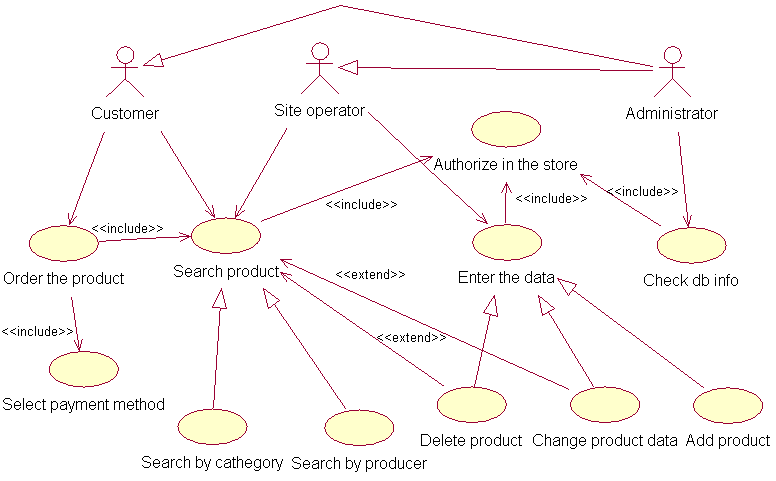 Customer
Site operator
Administrator
Authorize in the store
<<include>>
<<include>>
<<include>>
<<include>>
Order the product
Search product
Enter the data
Check db info
<<extend>>
<<include>>
<<extend>>
Select payment method
Search by cathegory
Search by producer
Delete product
Change product data
Add product